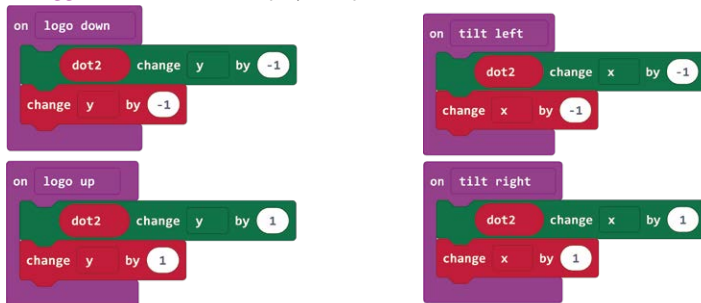 on logo down
dot2 change y by -1
change y by -1
on tilt left
dot2 change x by -1
change x by -1
on logo up
dot2 change y by 1
change y by 1
on tilt right
dot2 change x by 1
change x by 1